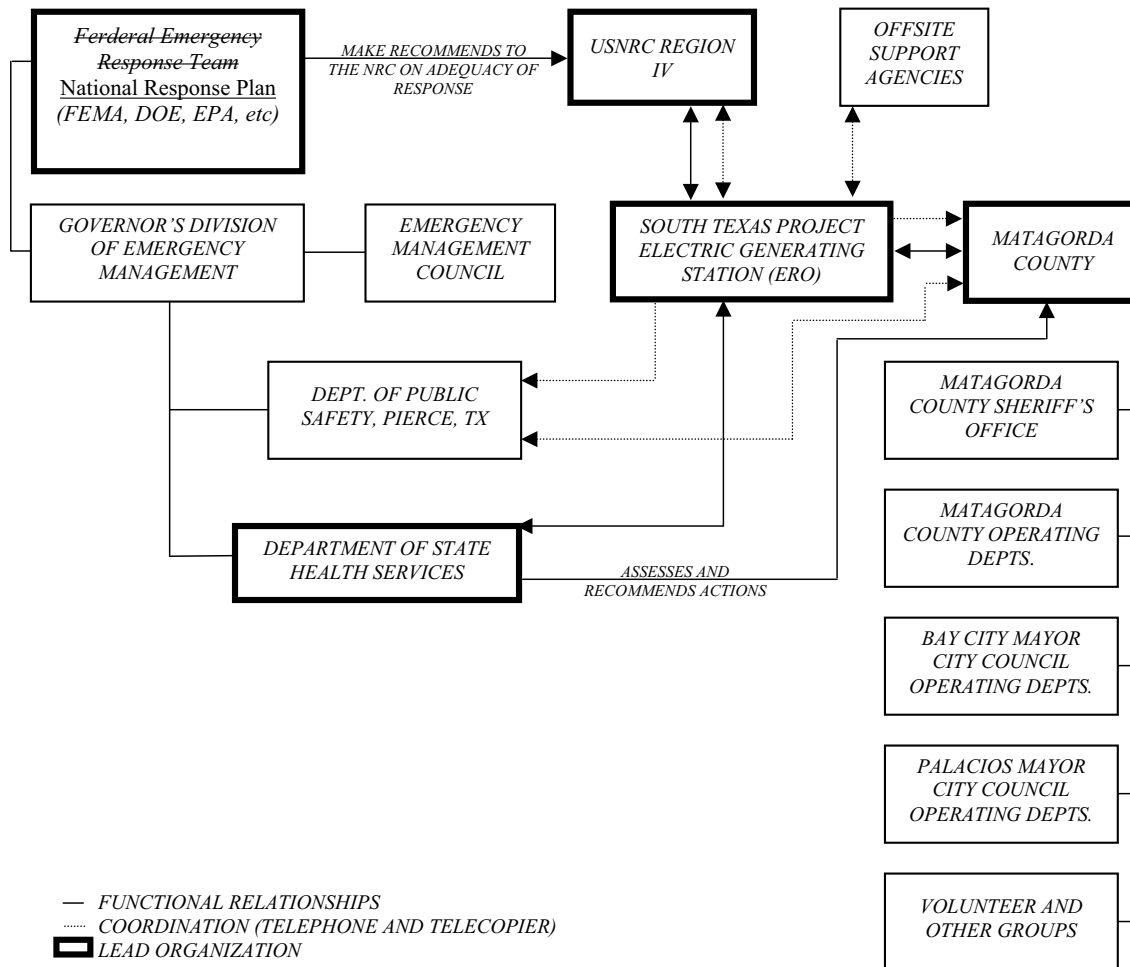 Ferderal Emergency
Response Team
National Response Plan
(FEMA, DOE, EPA, etc)
MAKE RECOMMENDS TO
THE NRC ON ADEQUACY OF
RESPONSE
USNRC REGION
IV
OFFSITE
SUPPORT
AGENCIES
GOVERNOR'S DIVISION
OF EMERGENCY
MANAGEMENT
EMERGENCY
MANAGEMENT
COUNCIL
SOUTH TEXAS PROJECT
ELECTRIC GENERATING
STATION (ERO)
MATAGORDA
COUNTY
DEPT. OF PUBLIC
SAFETY, PIERCE, TX
MATAGORDA
COUNTY SHERIFF'S
OFFICE
DEPARTMENT OF STATE
HEALTH SERVICES
ASSESSES AND
RECOMMENDS ACTIONS
MATAGORDA
COUNTY OPERATING
DEPTS.
BAY CITY MAYOR
CITY COUNCIL
OPERATING DEPTS.
PALACIOS MAYOR
CITY COUNCIL
OPERATING DEPTS.
VOLUNTEER AND
OTHER GROUPS
FUNCTIONAL RELATIONSHIPS
COORDINATION (TELEPHONE AND TELECOPIER)
LEAD ORGANIZATION